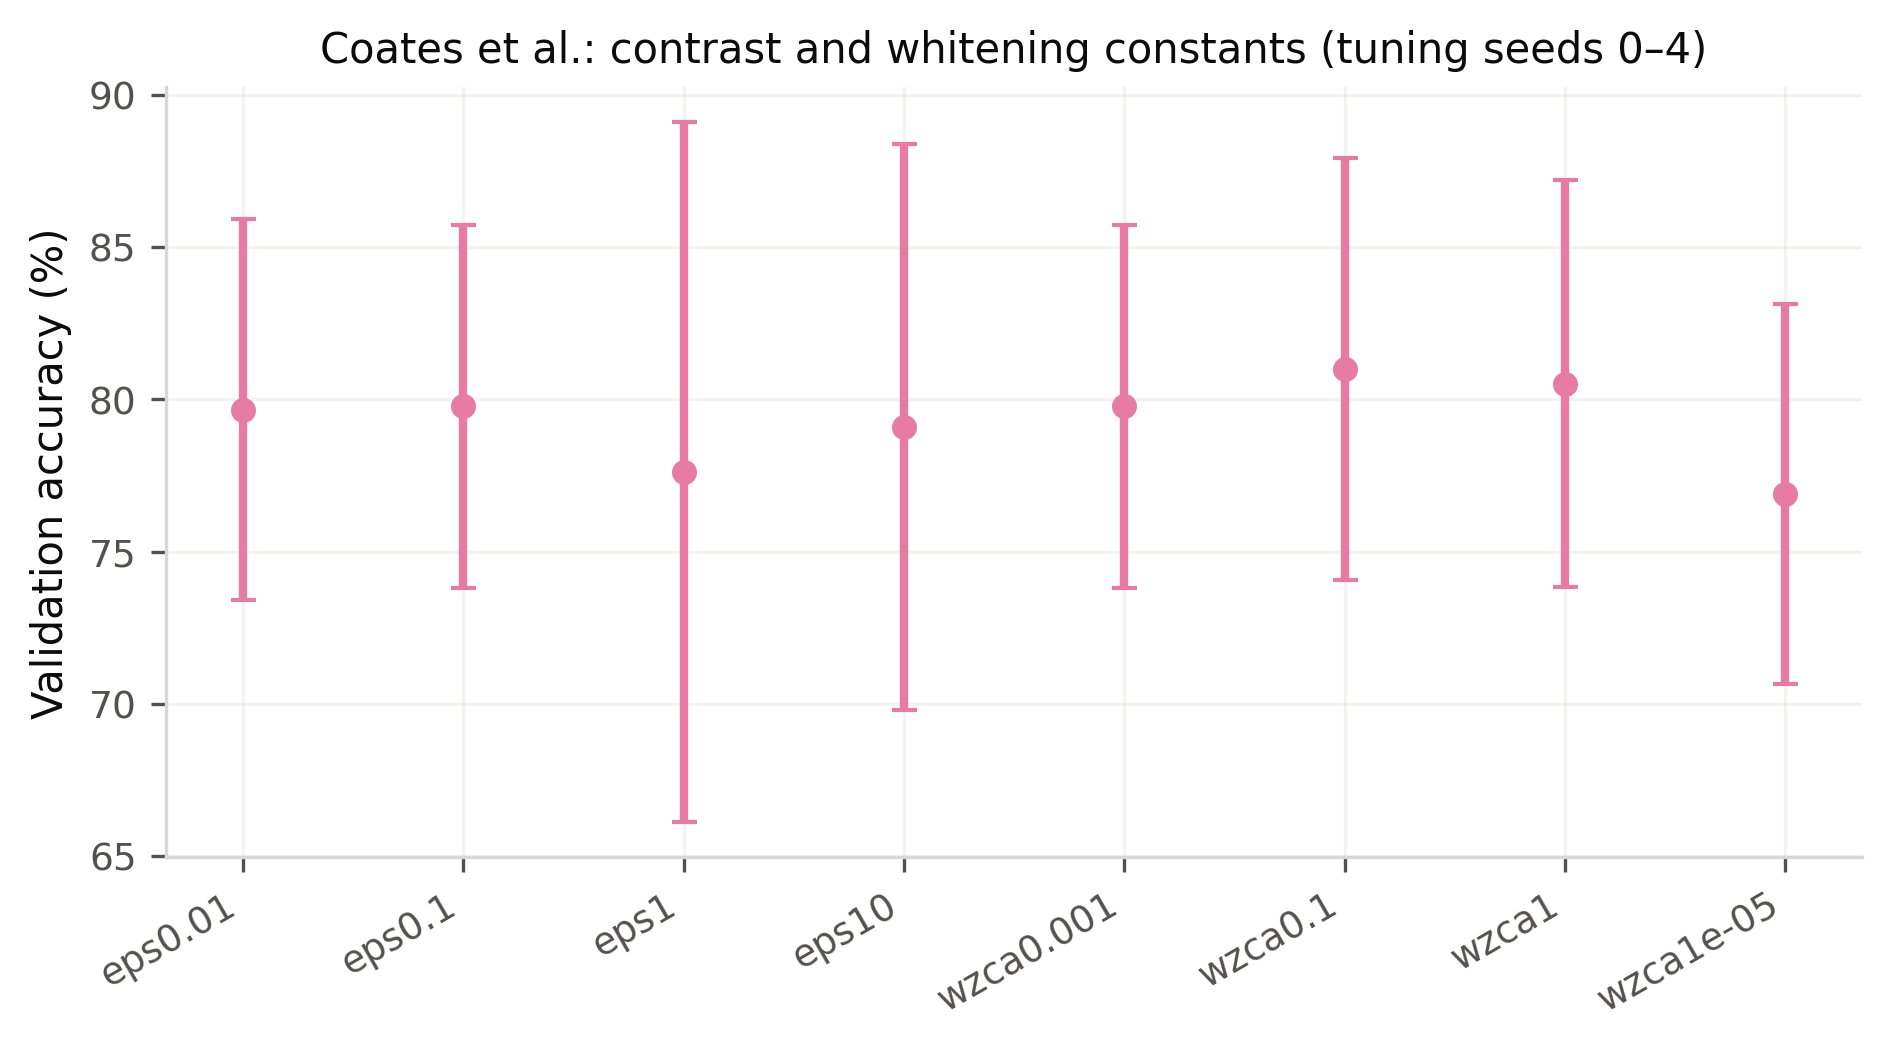 Coates et al.: contrast and whitening constants (tuning seeds 0–4)
Validation accuracy (%)
90
85
80
75
70
65
eps0.01
eps0.1
eps1
eps10
wzca0.001
wzca0.1
wzca1
wzca1e-05